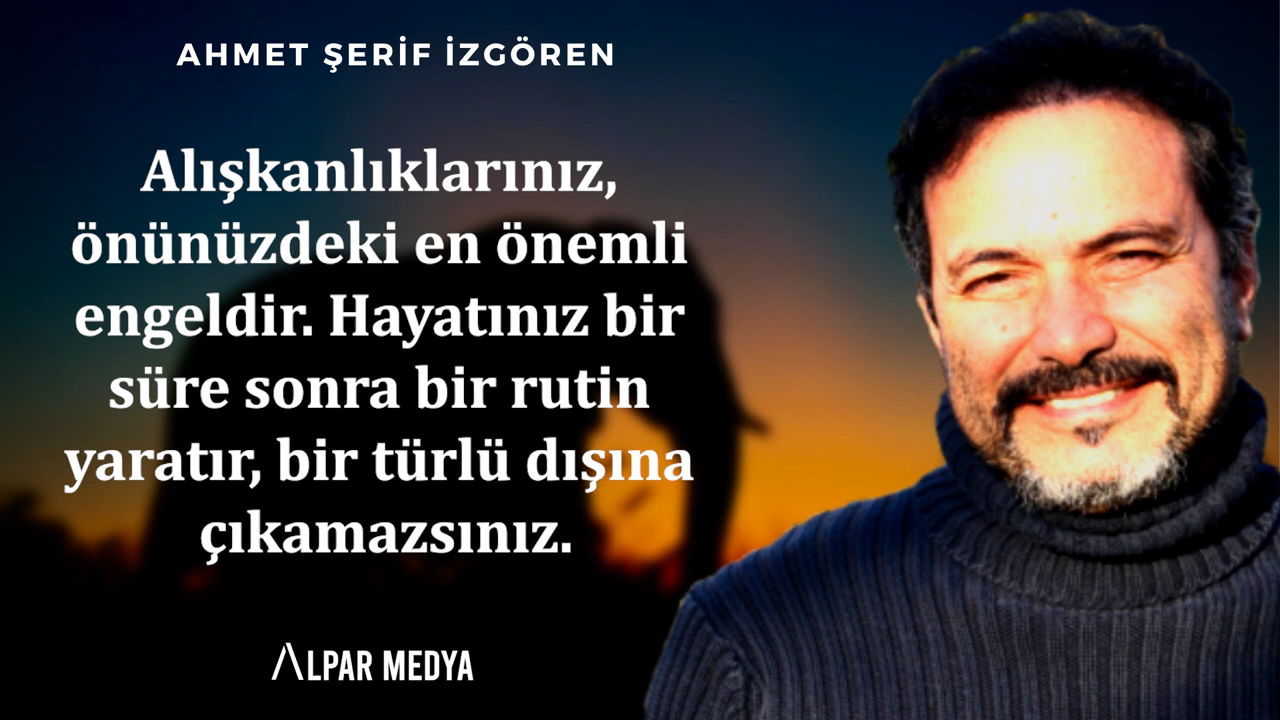 AHMET ŞERİF İZGÖREN
Alışkanlıklarınız,
önünüzdeki en önemli
engeldir. Hayatınız bir
süre sonra bir rutin
yaratır, bir türlü dışına
çıkamazsınız.
ALPAR MEDYA